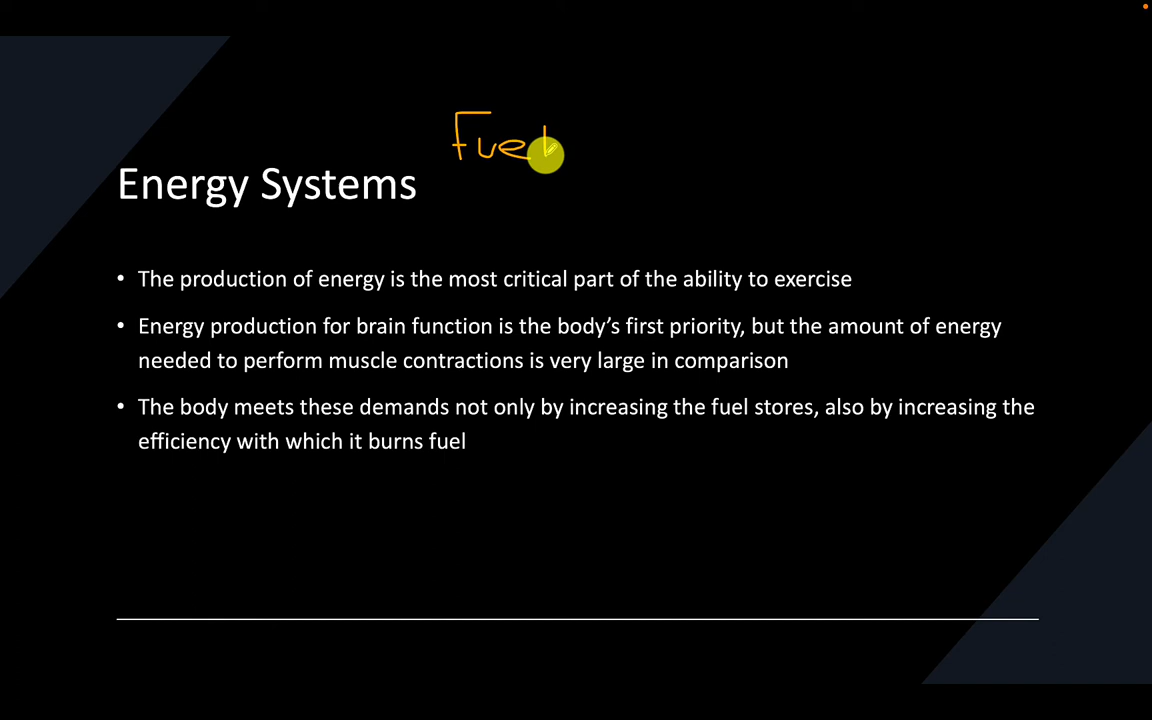 Fuel
Energy Systems
• The production of energy is the most critical part of the ability to exercise
• Energy production for brain function is the body’s first priority, but the amount of energy
needed to perform muscle contractions is very large in comparison
• The body meets these demands not only by increasing the fuel stores, also by increasing the
efficiency with which it burns fuel